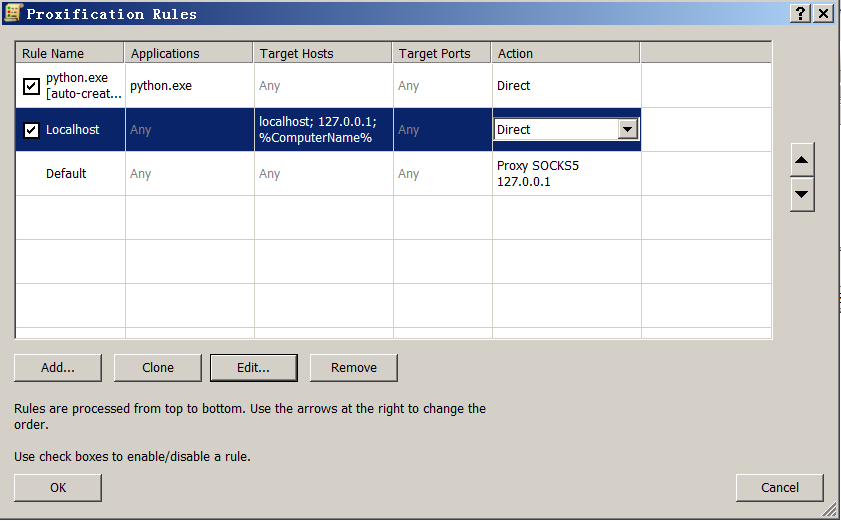 Proxification Rules
Rule Name Applications Target Hosts Target Ports Action
python.exe
[auto-creat... python.exe Any Any Direct
Localhost Any localhost; 127.0.0.1;
%ComputerName% Any Direct
Default Any Any Any Proxy SOCKS5
127.0.0.1
Add... Clone Edit... Remove
Rules are processed from top to bottom. Use the arrows at the right to change the
order.
Use check boxes to enable/disable a rule.
OK Cancel